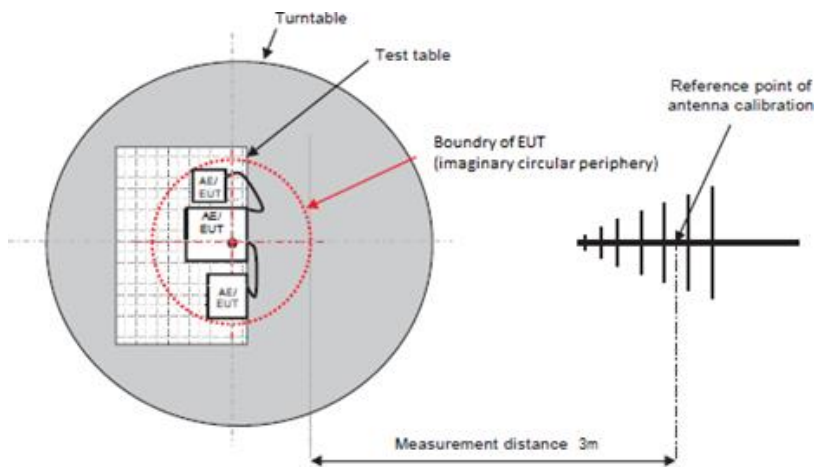 Turntable
Test table
Reference point of
antenna calibration
Boundry of EUT
(imaginary circular periphery)
AE/
EUT
AE/
EUT
AE/
EUT
Measurement distance 3m